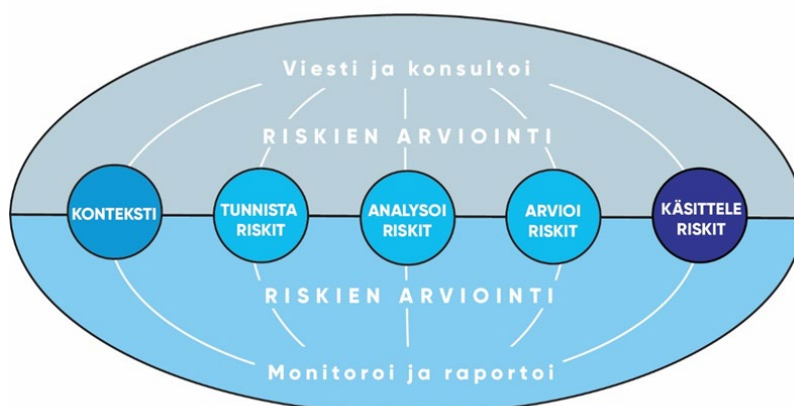 Viesti ja konsultoi
RISKIEN ARVIOINTI
KONTEKSTI
TUNNISTA
RISKIT
ANALYSOI
RISKIT
ARVIOI
RISKIT
KÄSITTELE
RISKIT
RISKIEN ARVIOINTI
Monitoroi ja raportoi